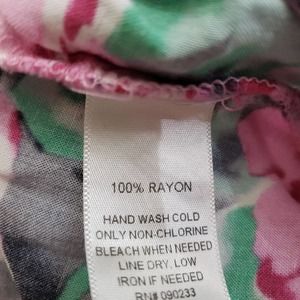 100% RAYON
HAND WASH COLD
ONLY NON-CHLORINE
BLEACH WHEN NEEDED
LINE DRY, LOW
IRON IF NEEDED
RN# 090233